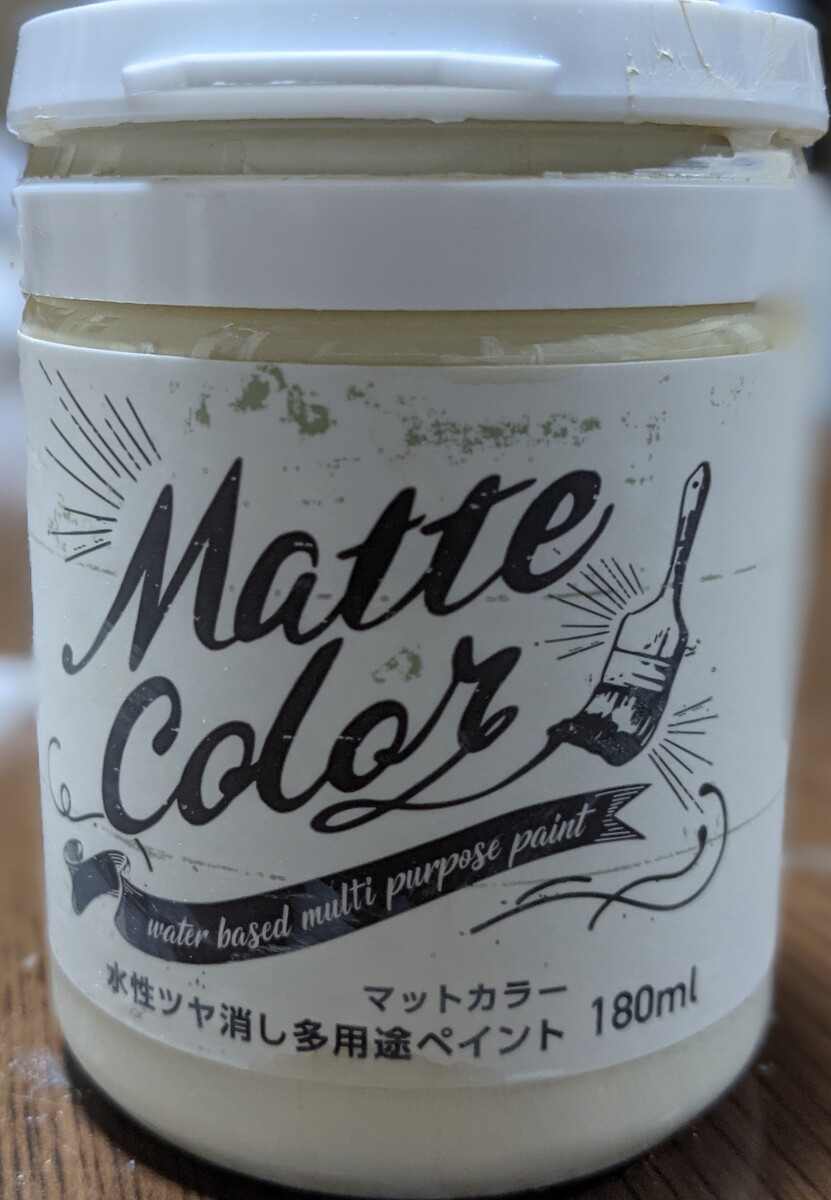 Matte
Color
water based multi purpose paint
マットカラー
水性ツヤ消し多用途ペイント 180ml